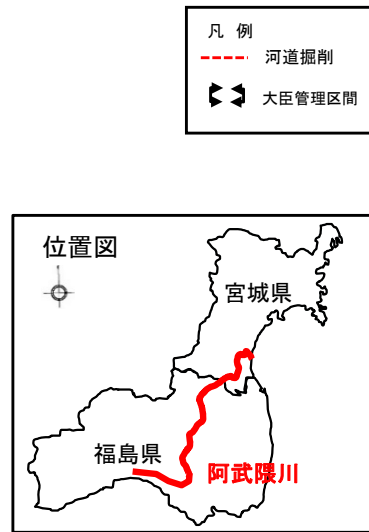 凡 例
河道掘削
大臣管理区間
位置図
宮城県
福島県
阿武隈川